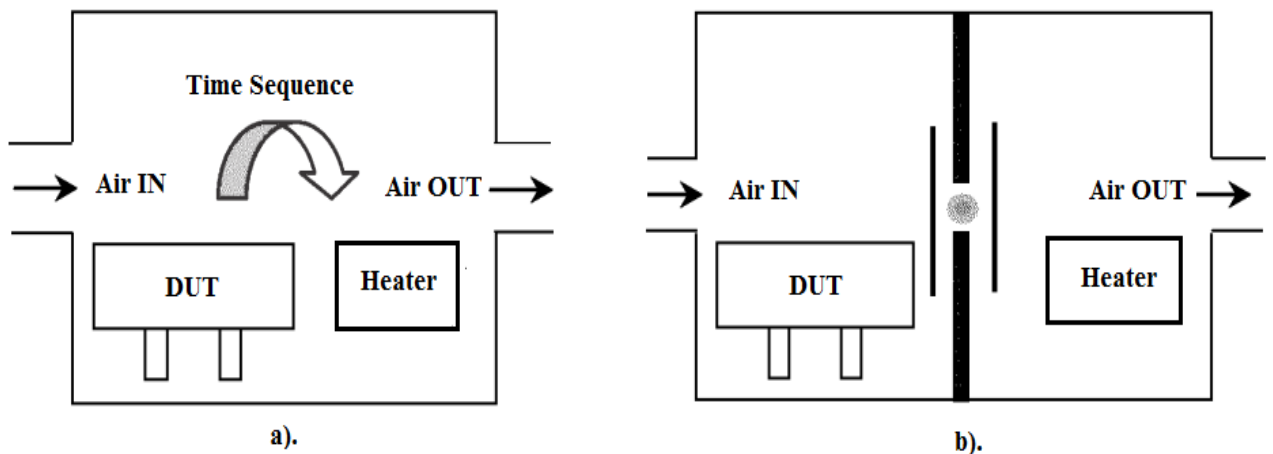 Time Sequence
Air IN
Air OUT
DUT
Heater
a).
Air IN
Air OUT
DUT
Heater
b).